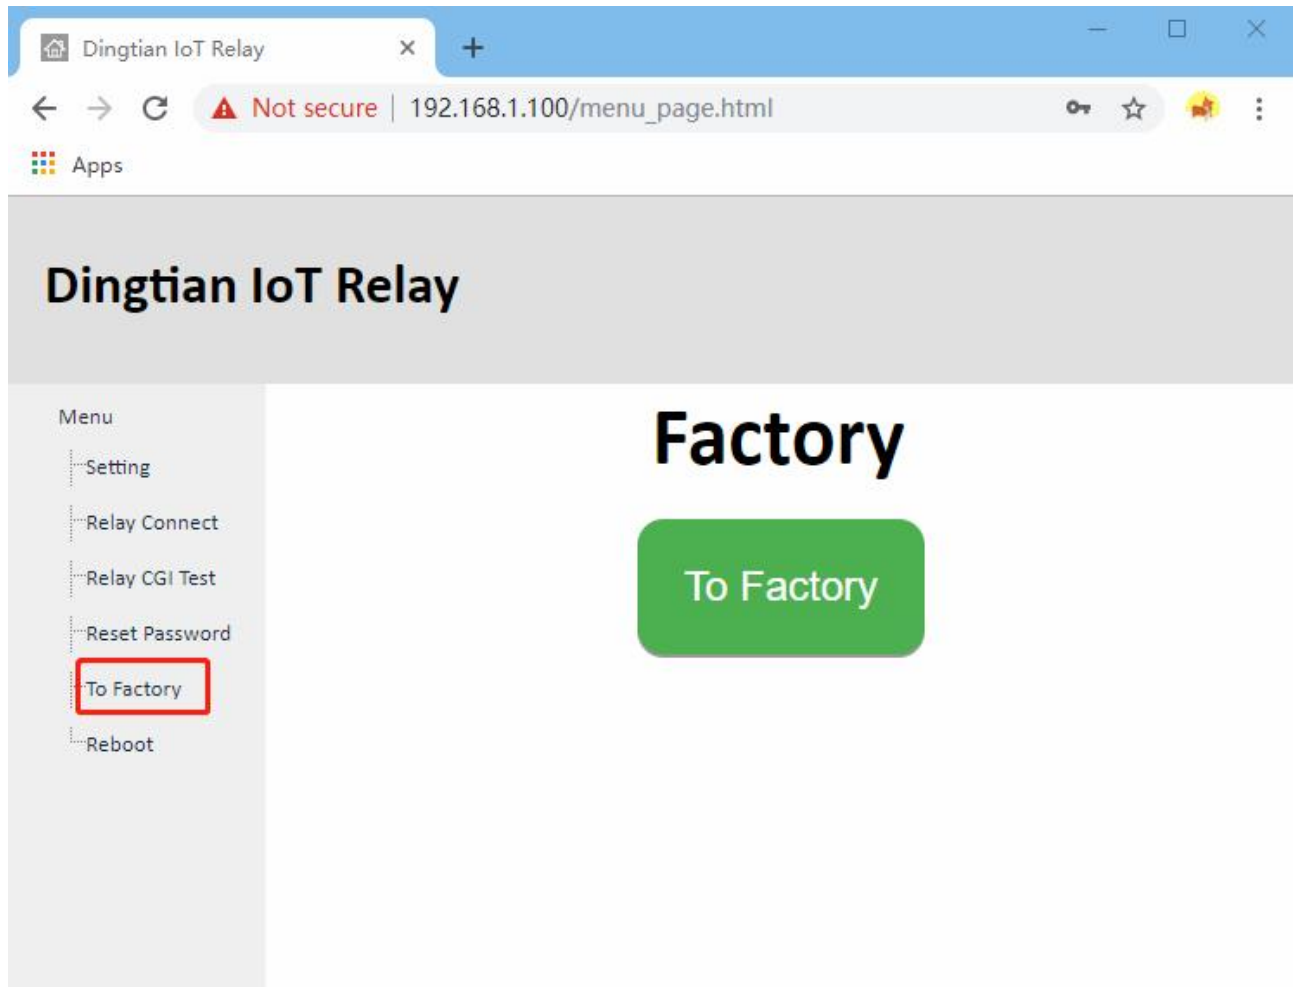 Dingtian IoT Relay
Not secure | 192.168.1.100/menu_page.html
Apps
Dingtian IoT Relay
Menu
Setting
Relay Connect
Relay CGI Test
Reset Password
To Factory
Reboot
Factory
To Factory